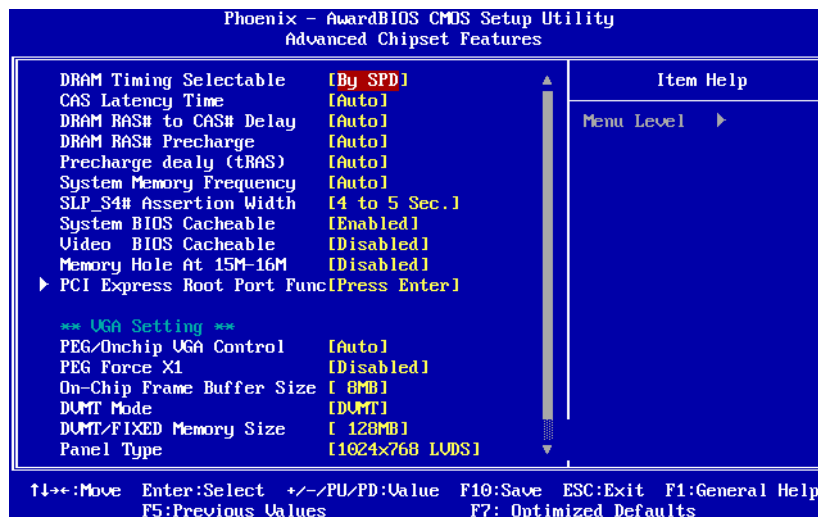 Phoenix - AwardBIOS CMOS Setup Utility
Advanced Chipset Features
DRAM Timing Selectable [By SPD]
CAS Latency Time [Auto]
DRAM RAS# to CAS# Delay [Auto]
DRAM RAS# Precharge [Auto]
Precharge dealy (tRAS) [Auto]
System Memory Frequency [Auto]
SLP_S4# Assertion Width [4 to 5 Sec.]
System BIOS Cacheable [Enabled]
Video BIOS Cacheable [Disabled]
Memory Hole At 15M-16M [Disabled]
PCI Express Root Port Func[Press Enter]
** VGA Setting **
PEG/Onchip VGA Control [Auto]
PEG Force X1 [Disabled]
On-Chip Frame Buffer Size [ 8MB]
DVMT Mode [DVMT]
DVMT/FIXED Memory Size [ 128MB]
Panel Type [1024x768 LVDS]
Item Help
Menu Level
↑↓→←:Move Enter:Select +/-/PU/PD:Value F10:Save ESC:Exit F1:General Help
F5:Previous Values F7: Optimized Defaults